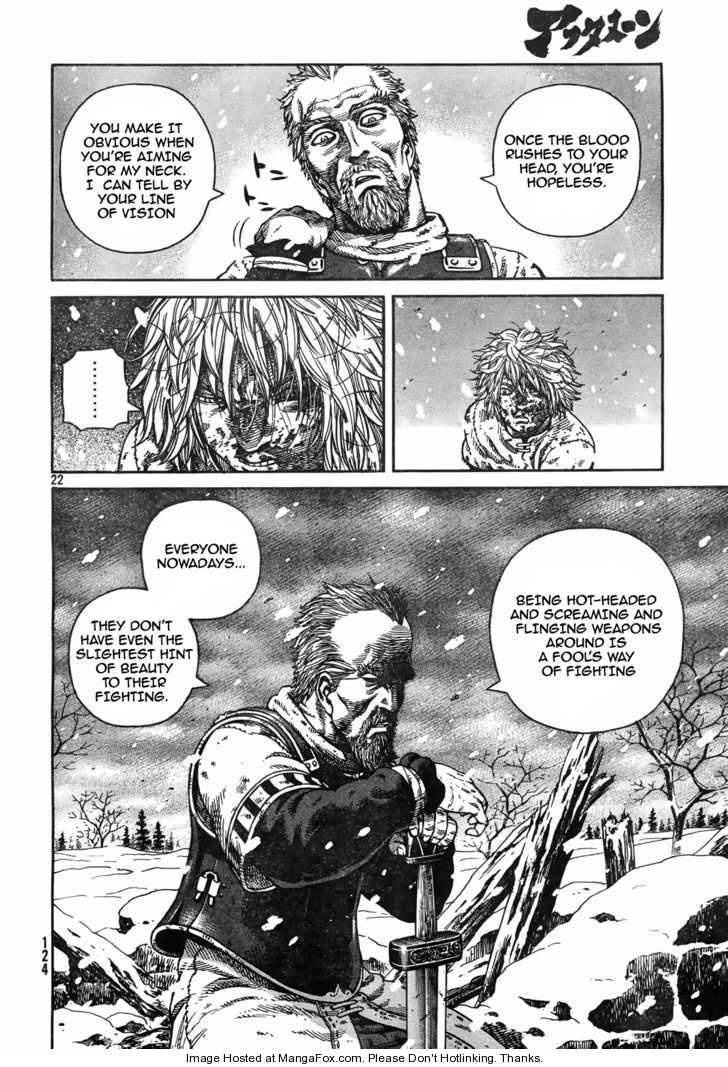 アフタヌーン
ONCE THE BLOOD
RUSHES TO YOUR
HEAD, YOU'RE
HOPELESS.
YOU MAKE IT
OBVIOUS WHEN
YOU'RE AIMING
FOR MY NECK.
I CAN TELL BY
YOUR LINE
OF VISION
........
22
BEING HOT-HEADED
AND SCREAMING AND
FLINGING WEAPONS
AROUND IS
A FOOL'S WAY
OF FIGHTING
EVERYONE
NOWADAYS...
THEY DON'T
HAVE EVEN THE
SLIGHTEST HINT
OF BEAUTY
TO THEIR
FIGHTING.
124
Image Hosted at MangaFox.com. Please Don't Hotlinking. Thanks.